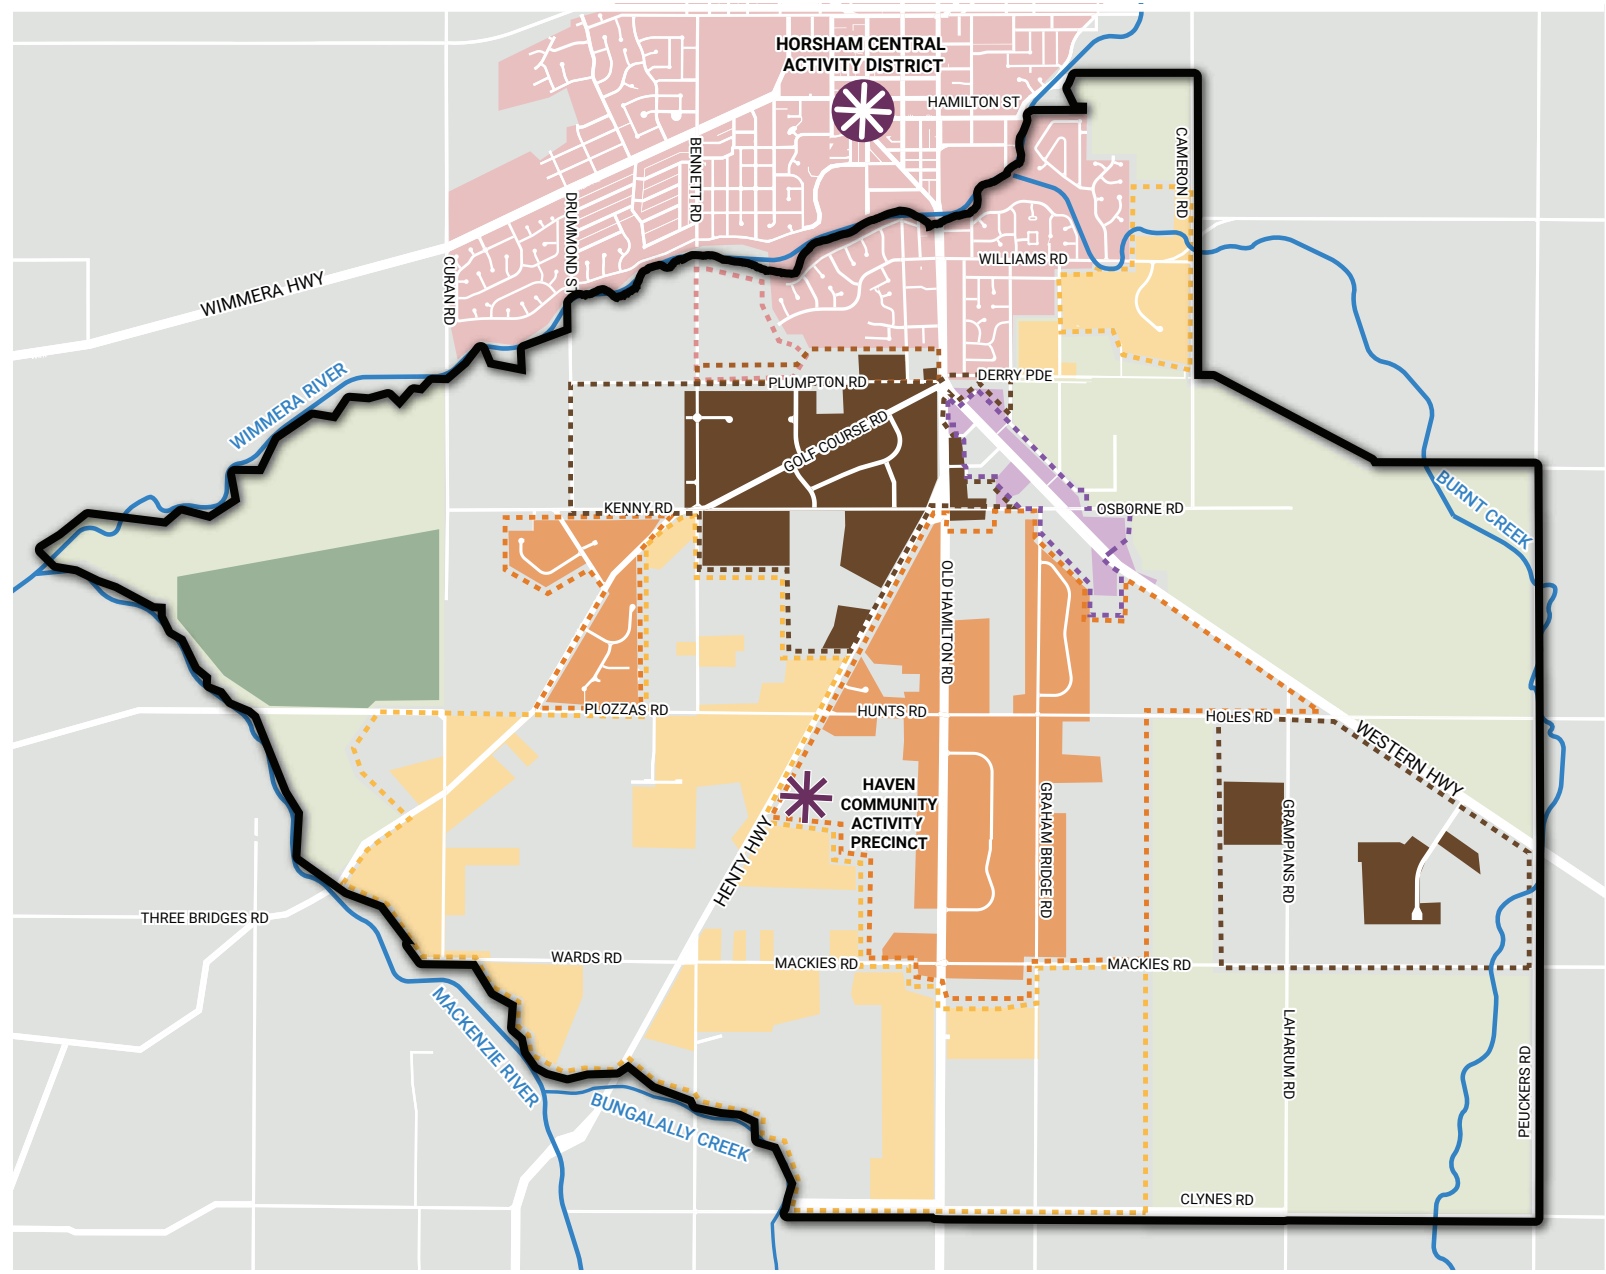 HORSHAM CENTRAL
ACTIVITY DISTRICT
HAMILTON ST
BENNETT RD
CAMERON RD
DRUMMOND ST
CURAN RD
WILLIAMS RD
WIMMERA HWY
WIMMERA RIVER
PLUMPTON RD
DERRY PDE
GOLF COURSE RD
KENNY RD
OSBORNE RD
BURNT CREEK
OLD HAMILTON RD
PLOZZAS RD
HUNTS RD
HOLES RD
WESTERN HWY
HAVEN
COMMUNITY
ACTIVITY
PRECINCT
GRAHAM BRIDGE RD
GRAMPIANS RD
HENTY HWY
THREE BRIDGES RD
WARDS RD
MACKIES RD
MACKIES RD
MACKENZIE RIVER
BUNGALALLY CREEK
LAHARUM RD
PEUCKERS RD
CLYNES RD